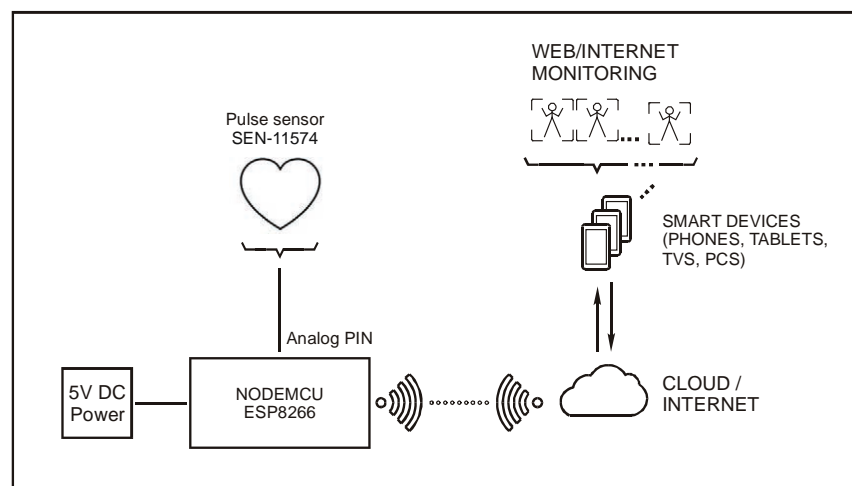 WEB/INTERNET
MONITORING
Pulse sensor
SEN-11574
SMART DEVICES
(PHONES, TABLETS,
TVS, PCS)
Analog PIN
5V DC
Power
NODEMCU
ESP8266
CLOUD /
INTERNET